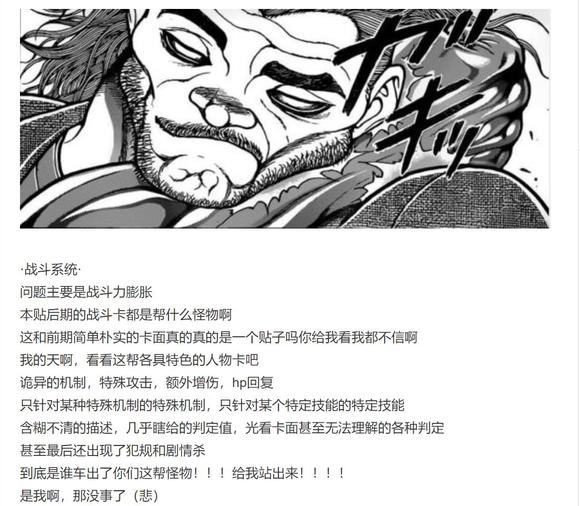 ガッ
ギッ
·战斗系统·
问题主要是战斗力膨胀
本贴后期的战斗卡都是帮什么怪物啊
这和前期简单朴实的卡面真的真的是一个贴子吗你给我看我都不信啊
我的天啊，看看这帮各具特色的人物卡吧
诡异的机制，特殊攻击，额外增伤，hp回复
只针对某种特殊机制的特殊机制，只针对某个特定技能的特定技能
含糊不清的描述，几乎瞎给的判定值，光看卡面甚至无法理解的各种判定
甚至最后还出现了犯规和剧情杀
到底是谁车出了你们这帮怪物！！！给我站出来！！！！
是我啊，那没事了（悲）